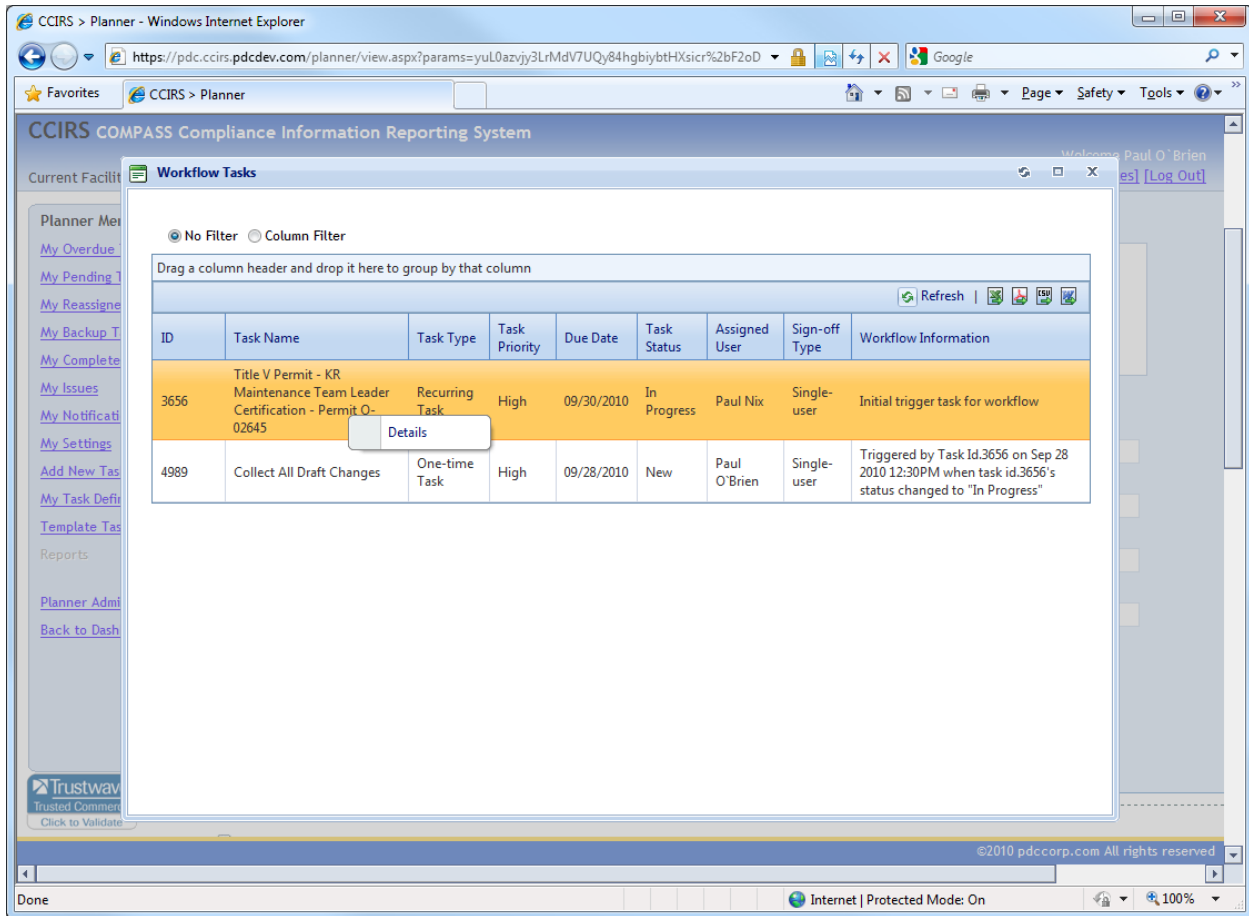 CCIRS > Planner - Windows Internet Explorer
https://pdc.ccirs.pdcdev.com/planner/view.aspx?params=yuL0azvjy3LrMdV7UQy84hgbiybtHXsicr%2bF2oD
Google
Favorites CCIRS > Planner Page Safety Tools
CCIRS COMPASS Compliance Information Reporting System
Welcome Paul O`Brien
Current Facilit
es] [Log Out]
Workflow Tasks
Planner Me
My Overdue
My Pending T
My Reassigne
My Backup T
My Complete
My Issues
My Notificati
My Settings
Add New Tas
My Task Defin
Template Tas
Reports
Planner Admi
Back to Dash
No Filter Column Filter
Drag a column header and drop it here to group by that column
Refresh | CSV
ID Task Name Task Type Task Priority Due Date Task Status Assigned User Sign-off Type Workflow Information
3656
Title V Permit - KR
Maintenance Team Leader
Certification - Permit O-
02645
Recurring
Task
High
09/30/2010
In
Progress
Paul Nix
Single-
user
Initial trigger task for workflow
Details
4989
Collect All Draft Changes
One-time
Task
High
09/28/2010
New
Paul
O`Brien
Single-
user
Triggered by Task Id.3656 on Sep 28
2010 12:30PM when task id.3656's
status changed to "In Progress"
Trustwav
Trusted Commerc
Click to Validate
©2010 pdccorp.com All rights reserved
Done Internet | Protected Mode: On 100%